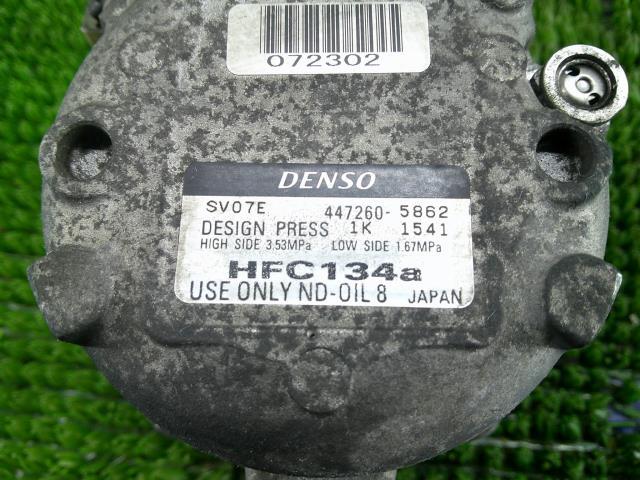 072302
DENSO
SV07E 447260-5862
DESIGN PRESS 1K 1541
HIGH SIDE 3.53MPa LOW SIDE 1.67MPa
HFC134a
USE ONLY ND-OIL 8 JAPAN